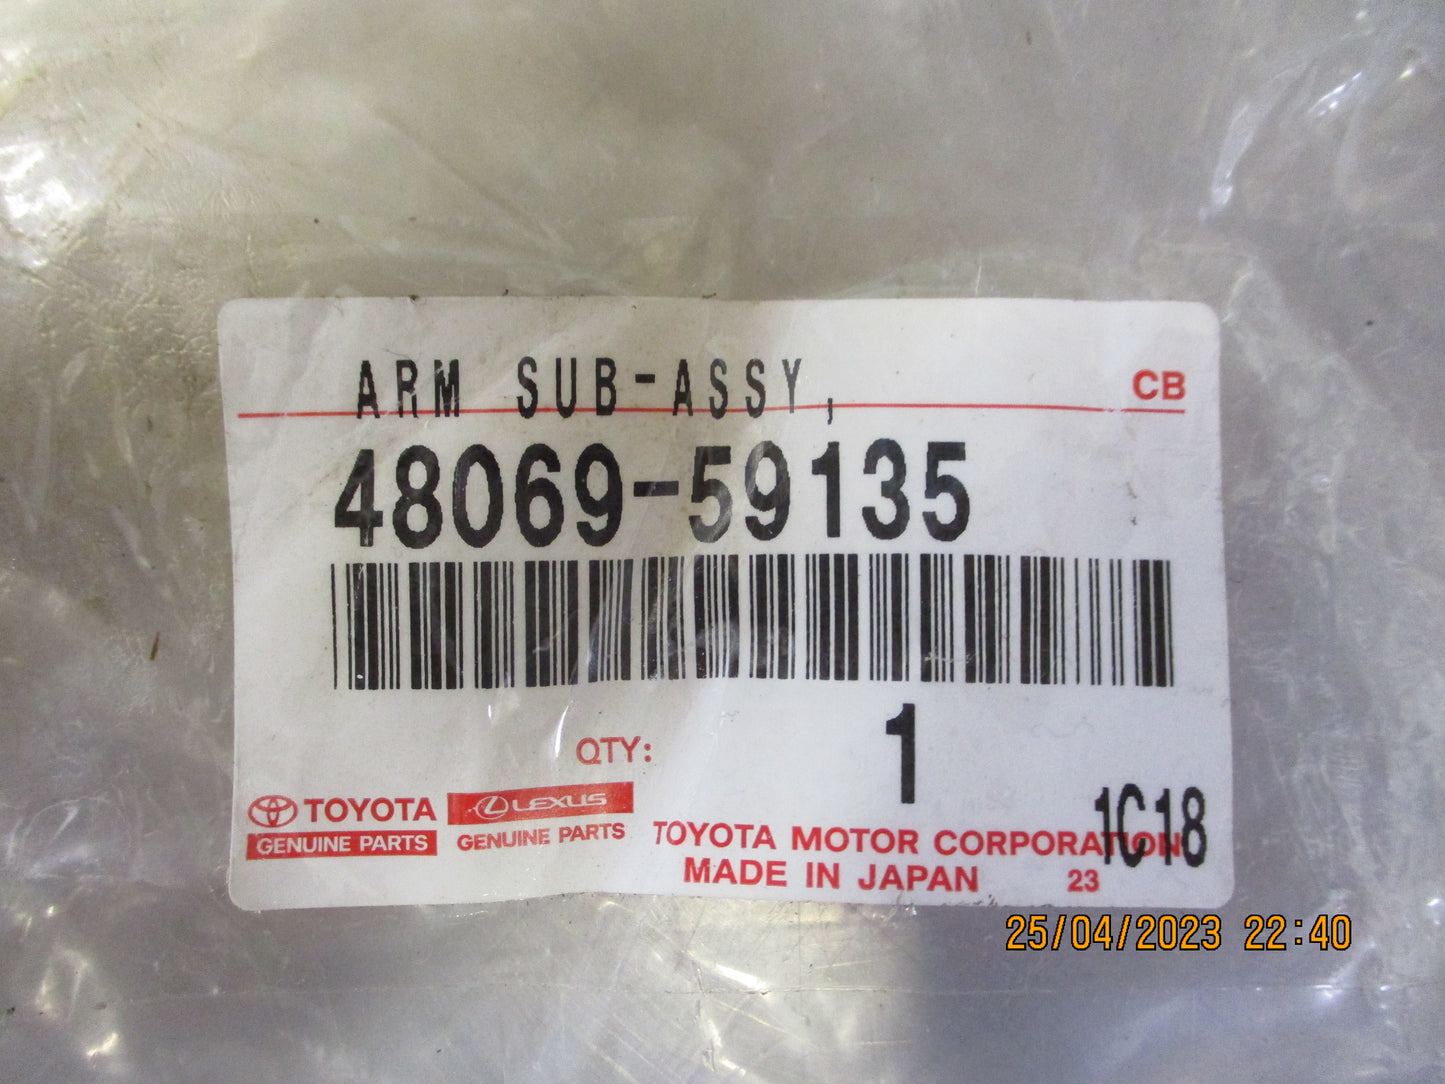 ARM SUB-ASSY,
CB
48069-59135
QTY: 1
TOYOTA
GENUINE PARTS
LEXUS
GENUINE PARTS
TOYOTA MOTOR CORPORATION
1C18
MADE IN JAPAN 23
25/04/2023 22:40